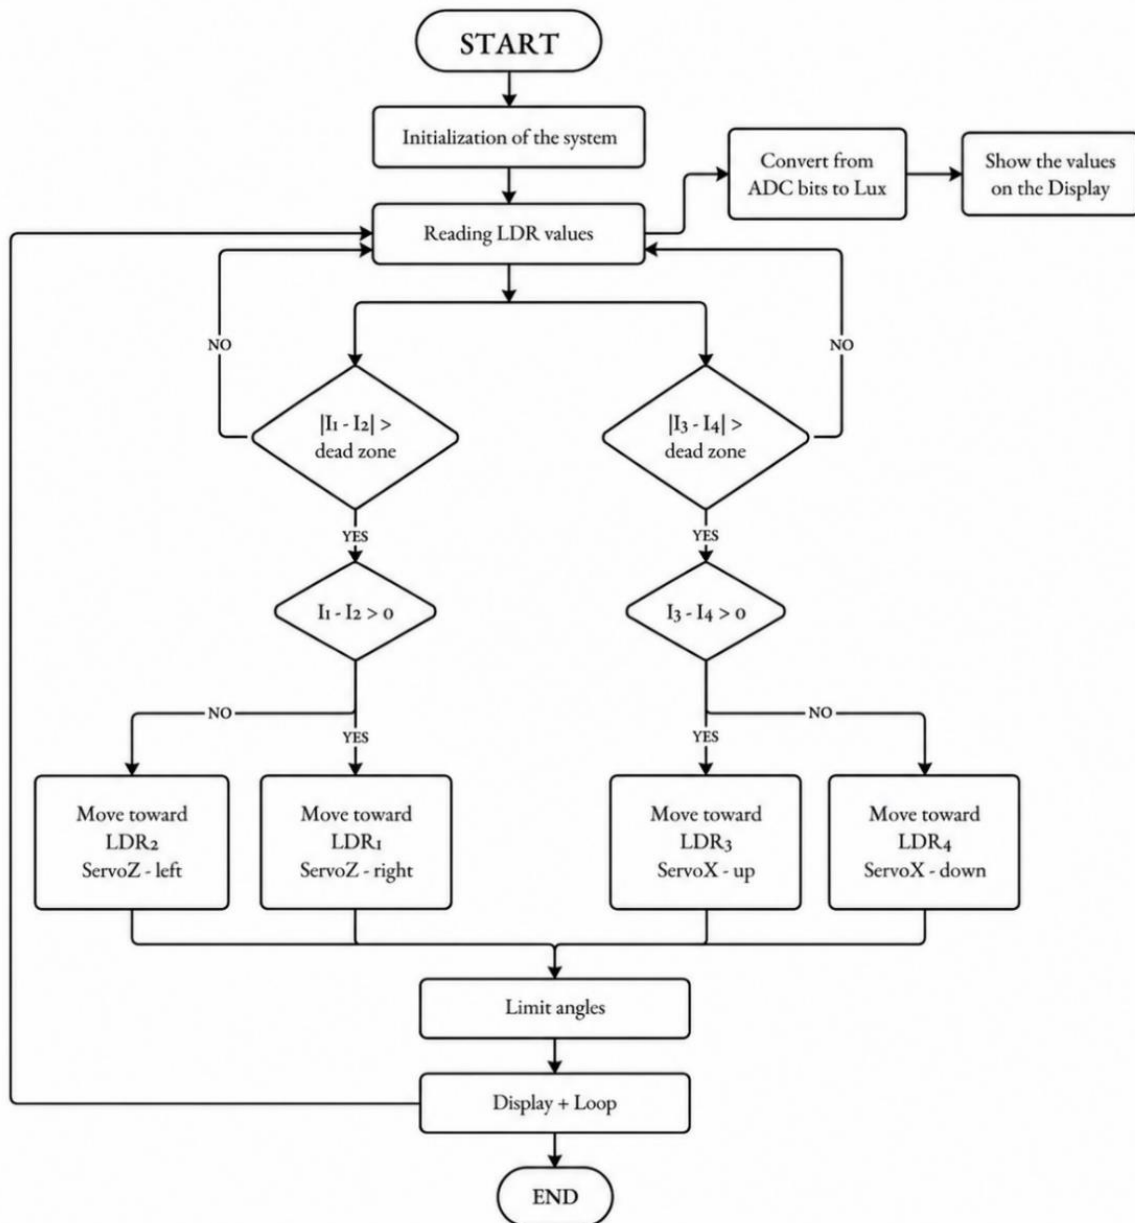 START
Initialization of the system
Convert from
ADC bits to Lux
Show the values
on the Display
Reading LDR values
NO
NO
|I1 - I2| >
dead zone
|I3 - I4| >
dead zone
YES
YES
I1 - I2 > 0
I3 - I4 > 0
NO
YES
YES
NO
Move toward
LDR2
ServoZ - left
Move toward
LDR1
ServoZ - right
Move toward
LDR3
ServoX - up
Move toward
LDR4
ServoX - down
Limit angles
Display + Loop
END